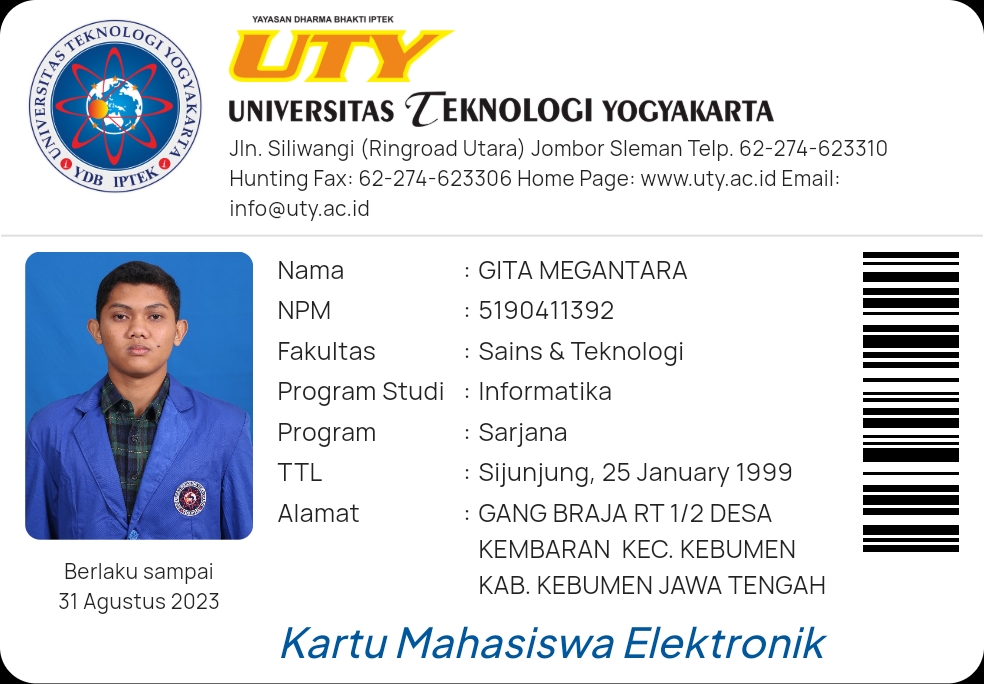 UNIVERSITAS TEKNOLOGI YOGYAKARTA
YDB IPTEK
YAYASAN DHARMA BHAKTI IPTEK
UTY
UNIVERSITAS TEKNOLOGI YOGYAKARTA
Jln. Siliwangi (Ringroad Utara) Jombor Sleman Telp. 62-274-623310
Hunting Fax: 62-274-623306 Home Page: www.uty.ac.id Email:
info@uty.ac.id
Nama : GITA MEGANTARA
NPM : 5190411392
Fakultas : Sains & Teknologi
Program Studi : Informatika
Program : Sarjana
TTL : Sijunjung, 25 January 1999
Alamat : GANG BRAJA RT 1/2 DESA
KEMBARAN KEC. KEBUMEN
KAB. KEBUMEN JAWA TENGAH
Berlaku sampai
31 Agustus 2023
Kartu Mahasiswa Elektronik